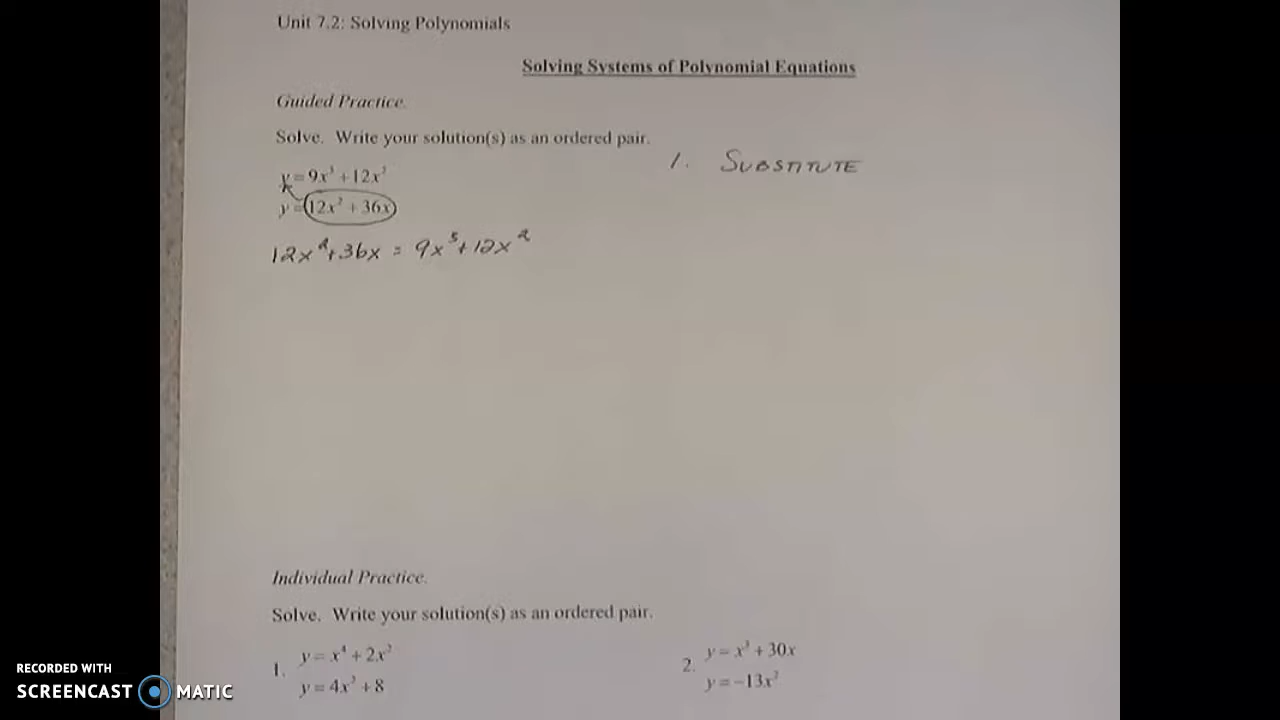 Unit 7.2: Solving Polynomials
Solving Systems of Polynomial Equations
Guided Practice.
Solve. Write your solution(s) as an ordered pair.
1. SUBSTITUTE
y = 9x³ + 12x²
y = 12x² + 36x
12x² + 36x = 9x³ + 12x²
Individual Practice.
Solve. Write your solution(s) as an ordered pair.
1. y = x⁴ + 2x²
y = 4x² + 8
2. y = x³ + 30x
y = −13x²
RECORDED WITH
SCREENCAST MATIC